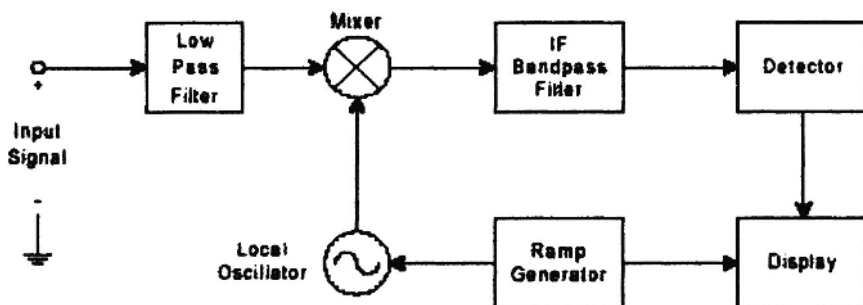 Mixer
Low
Pass
Filter
IF
Bandpass
Filter
Detector
+
Input
Signal
-
Local
Oscillator
Ramp
Generator
Display